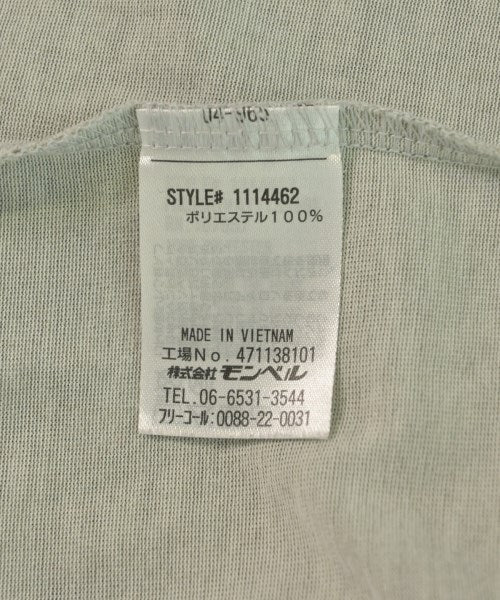 04-965
STYLE# 1114462
ポリエステル100%
MADE IN VIETNAM
工場No. 471138101
株式会社 モンベル
TEL. 06-6531-3544
フリーコール: 0088-22-0031